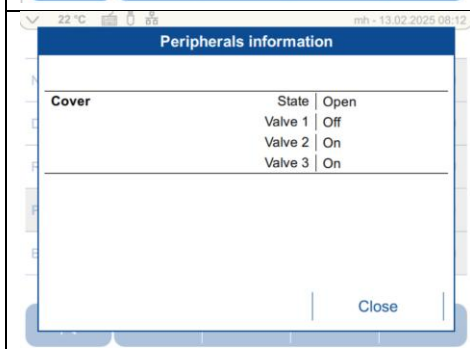 22 °C mh - 13.02.2025 08:12
Peripherals information
Cover State Open
Valve 1 Off
Valve 2 On
Valve 3 On
Close